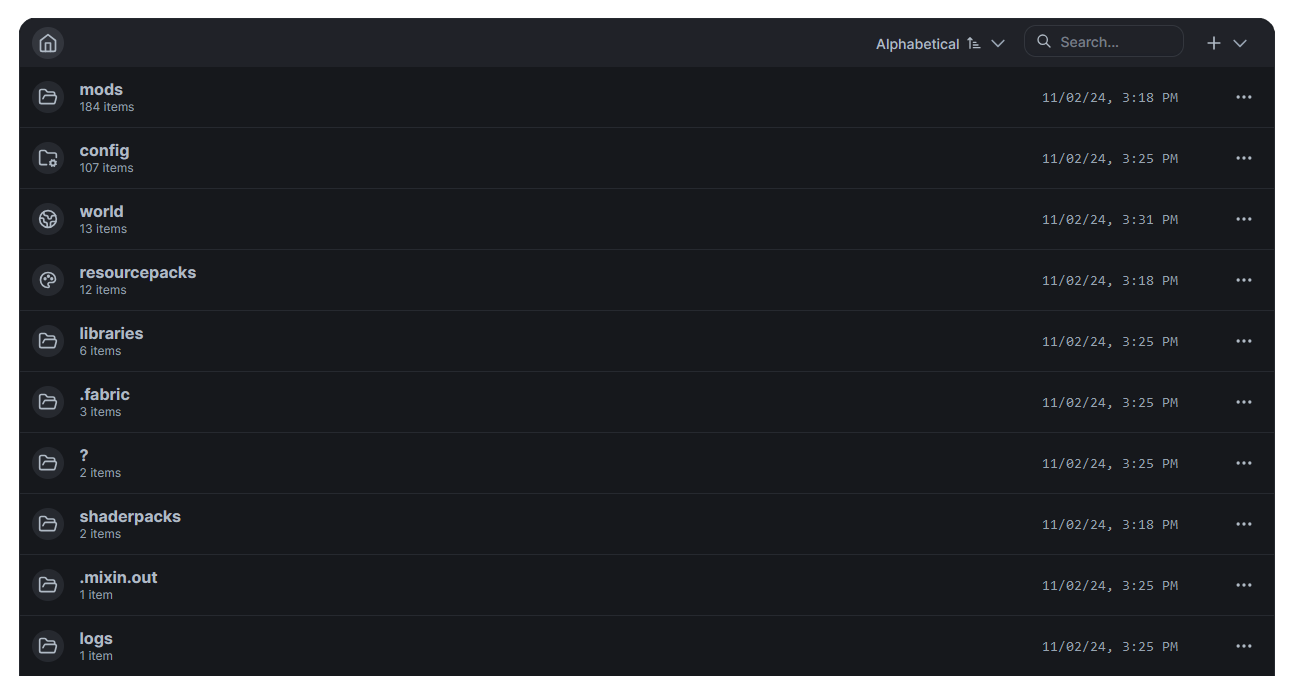 Alphabetical
Search...
mods
184 items
11/02/24, 3:18 PM
config
107 items
11/02/24, 3:25 PM
world
13 items
11/02/24, 3:31 PM
resourcepacks
12 items
11/02/24, 3:18 PM
libraries
6 items
11/02/24, 3:25 PM
.fabric
3 items
11/02/24, 3:25 PM
?
2 items
11/02/24, 3:25 PM
shaderpacks
2 items
11/02/24, 3:18 PM
.mixin.out
1 item
11/02/24, 3:25 PM
logs
1 item
11/02/24, 3:25 PM